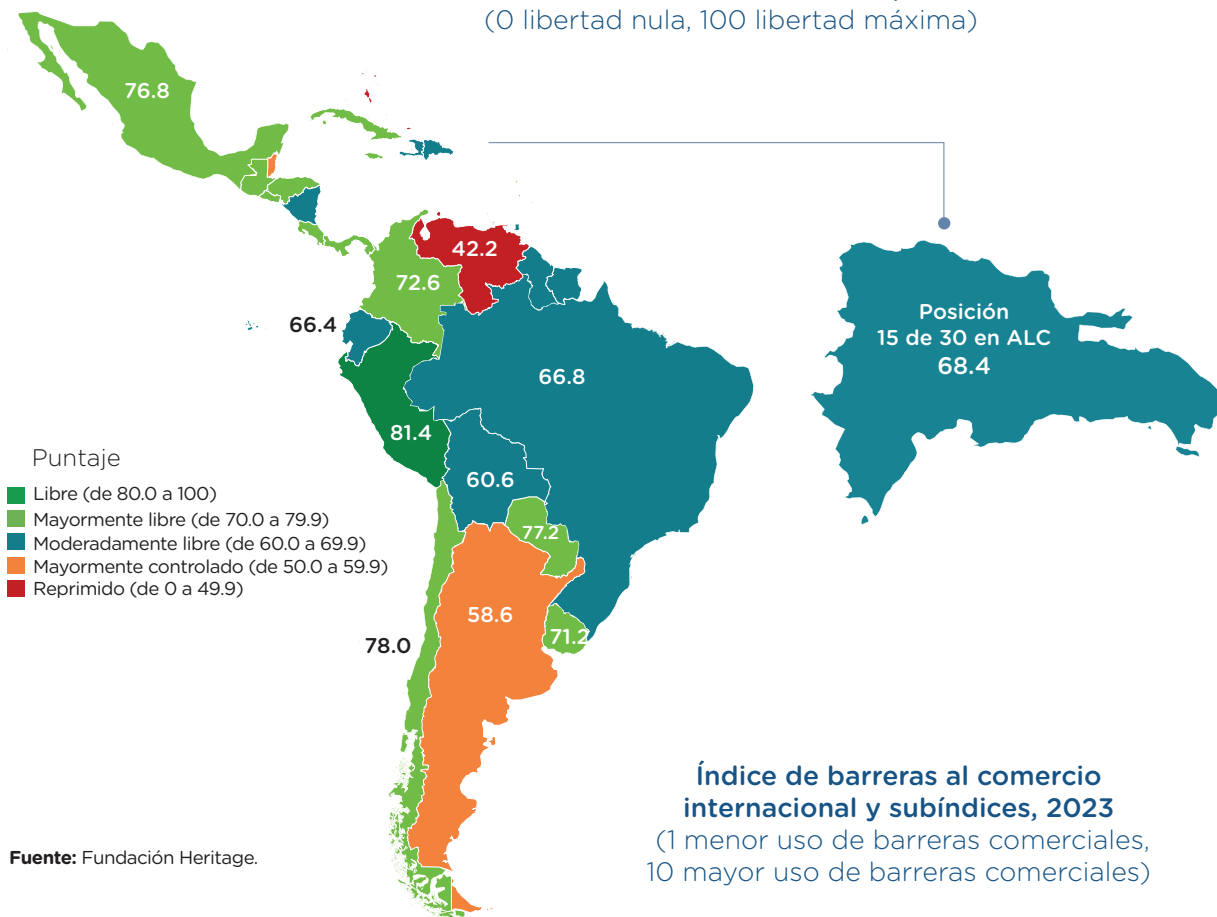 (0 libertad nula, 100 libertad máxima)
76.8
42.2
72.6
66.4
66.8
81.4
60.6
77.2
58.6
71.2
78.0
Posición
15 de 30 en ALC
68.4
Puntaje
Libre (de 80.0 a 100)
Mayormente libre (de 70.0 a 79.9)
Moderadamente libre (de 60.0 a 69.9)
Mayormente controlado (de 50.0 a 59.9)
Reprimido (de 0 a 49.9)
Índice de barreras al comercio
internacional y subíndices, 2023
(1 menor uso de barreras comerciales,
10 mayor uso de barreras comerciales)
Fuente: Fundación Heritage.